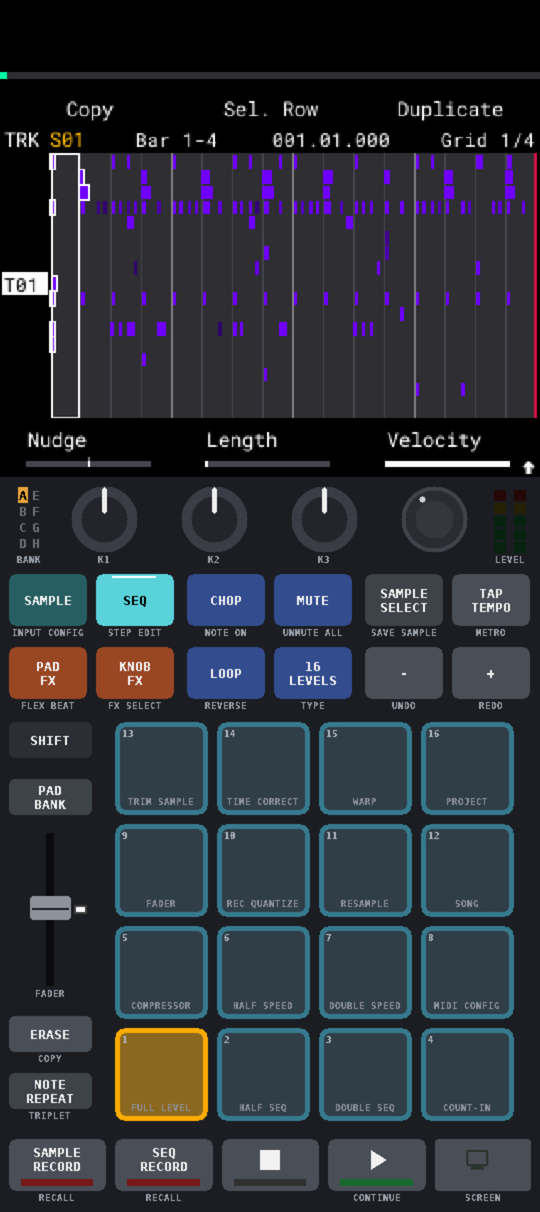 Copy Sel. Row Duplicate
TRK S01 Bar 1-4 001.01.000 Grid 1/4
T01
Nudge Length Velocity
A E
B F
C G
D H
BANK K1 K2 K3 LEVEL
SAMPLE SEQ CHOP MUTE SAMPLE SELECT TAP TEMPO
INPUT CONFIG STEP EDIT NOTE ON UNMUTE ALL SAVE SAMPLE METRO
PAD FX KNOB FX LOOP 16 LEVELS - +
FLEX BEAT FX SELECT REVERSE TYPE UNDO REDO
SHIFT
PAD BANK
13 14 15 16
TRIM SAMPLE TIME CORRECT WARP PROJECT
9 10 11 12
FADER REC QUANTIZE RESAMPLE SONG
5 6 7 8
COMPRESSOR HALF SPEED DOUBLE SPEED MIDI CONFIG
FADER
ERASE
COPY
1 2 3 4
FULL LEVEL HALF SEQ DOUBLE SEQ COUNT-IN
NOTE REPEAT
TRIPLET
SAMPLE RECORD SEQ RECORD
RECALL RECALL CONTINUE SCREEN